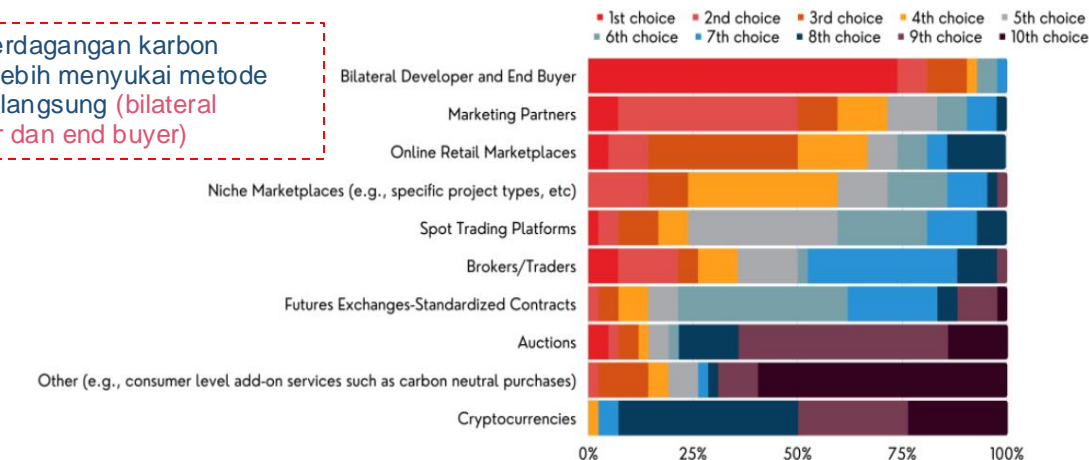 erdagangan karbon
ebih menyukai metode
langsung (bilateral
r dan end buyer)
1st choice 2nd choice 3rd choice 4th choice 5th choice
6th choice 7th choice 8th choice 9th choice 10th choice
Bilateral Developer and End Buyer
Marketing Partners
Online Retail Marketplaces
Niche Marketplaces (e.g., specific project types, etc)
Spot Trading Platforms
Brokers/Traders
Futures Exchanges-Standardized Contracts
Auctions
Other (e.g., consumer level add-on services such as carbon neutral purchases)
Cryptocurrencies
0% 25% 50% 75% 100%